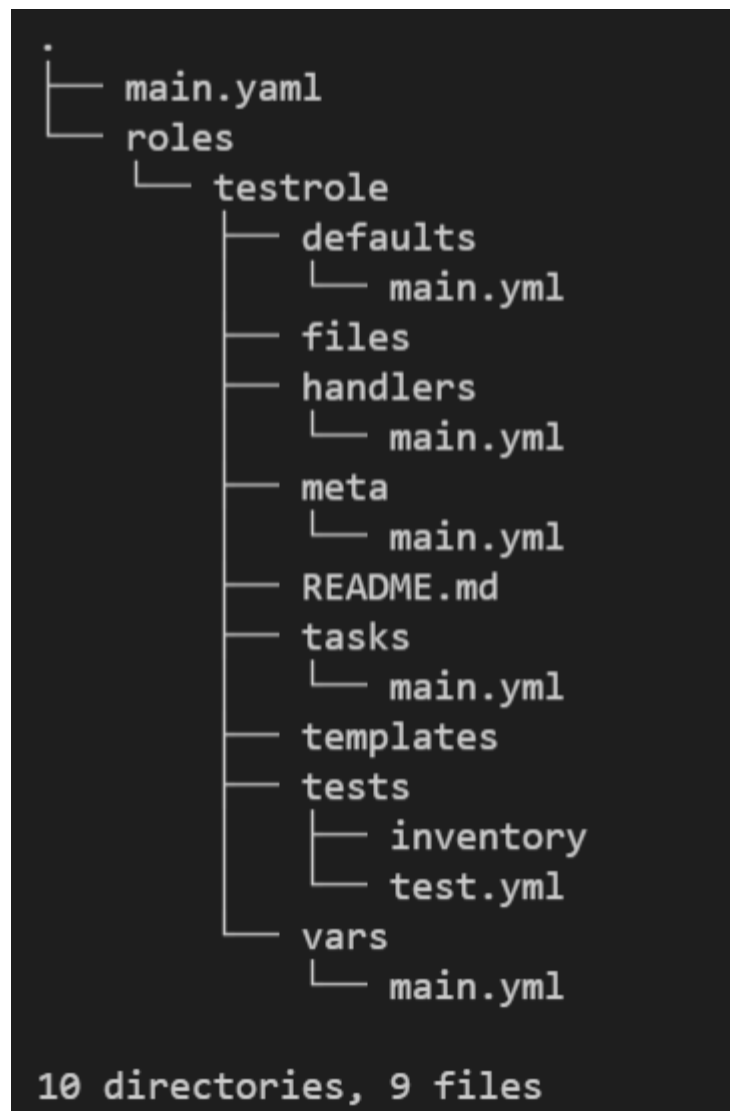 .
├── main.yaml
└── roles
    └── testrole
        ├── defaults
        │   └── main.yml
        ├── files
        ├── handlers
        │   └── main.yml
        ├── meta
        │   └── main.yml
        ├── README.md
        ├── tasks
        │   └── main.yml
        ├── templates
        ├── tests
        │   ├── inventory
        │   └── test.yml
        └── vars
            └── main.yml
10 directories, 9 files